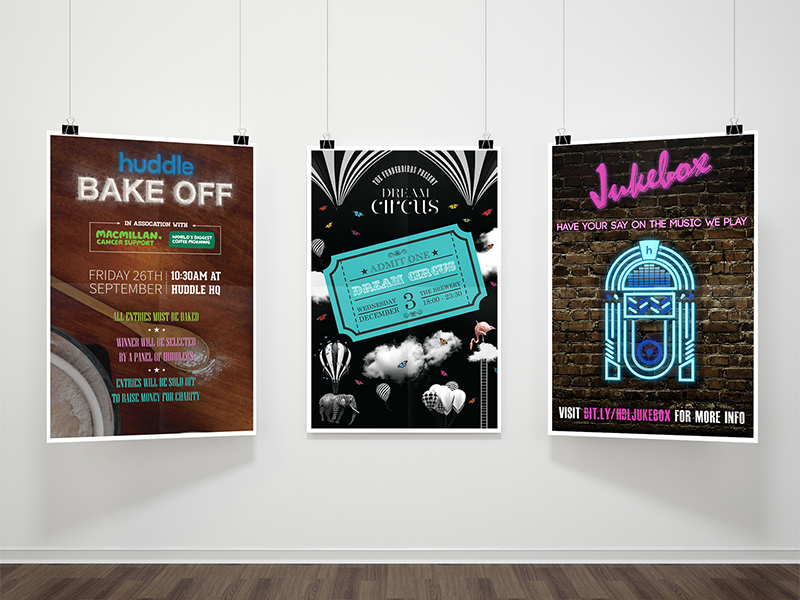 huddle
BAKE OFF
IN ASSOCATION WITH
MACMILLAN.
CANCER SUPPORT
WORLD'S BIGGEST
COFFEE MORNING
FRIDAY 26TH
SEPTEMBER
10:30AM AT
HUDDLE HQ
ALL ENTRIES MUST BE BAKED
WINNER WILL BE SELECTED
BY A PANEL OF HUDDLERS
ENTRIES WILL BE SOLD OFF
TO RAISE MONEY FOR CHARITY
THE FUNDERBIRDS PRESENT
DREAM
CIRCUS
ADMIT ONE
DREAM CIRCUS
WEDNESDAY
DECEMBER
3
THE BREWERY
18:00 - 23:30
Jukebox
HAVE YOUR SAY ON THE MUSIC WE PLAY
h
VISIT BIT.LY/HDLJUKEBOX FOR MORE INFO